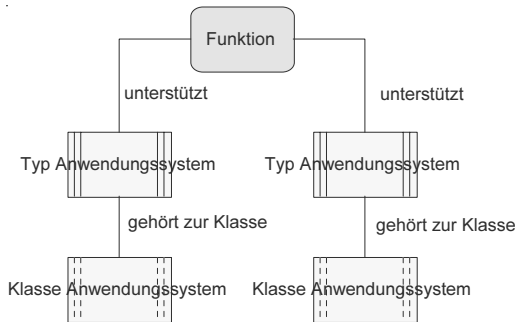 Funktion
unterstützt
unterstützt
Typ Anwendungssystem
Typ Anwendungssystem
gehört zur Klasse
gehört zur Klasse
Klasse Anwendungssystem
Klasse Anwendungssystem